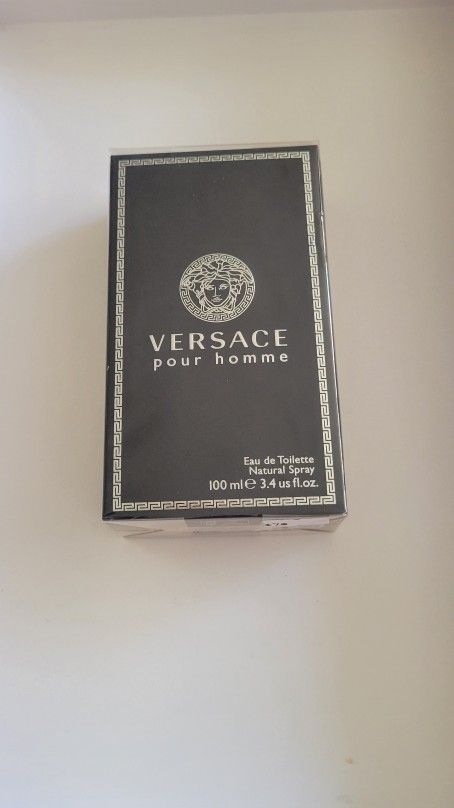 VERSACE
pour homme
Eau de Toilette
Natural Spray
100 ml ℮ 3.4 us fl.oz.